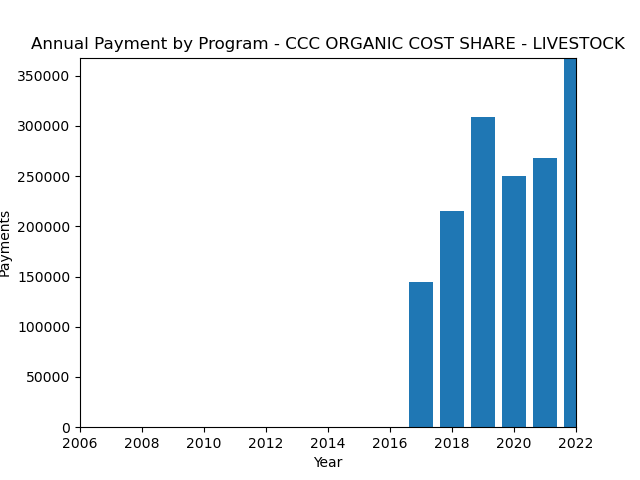 Annual Payment by Program - CCC ORGANIC COST SHARE - LIVESTOCK
350000
300000
250000
200000
150000
100000
50000
0
Payments
2006 2008 2010 2012 2014 2016 2018 2020 2022
Year